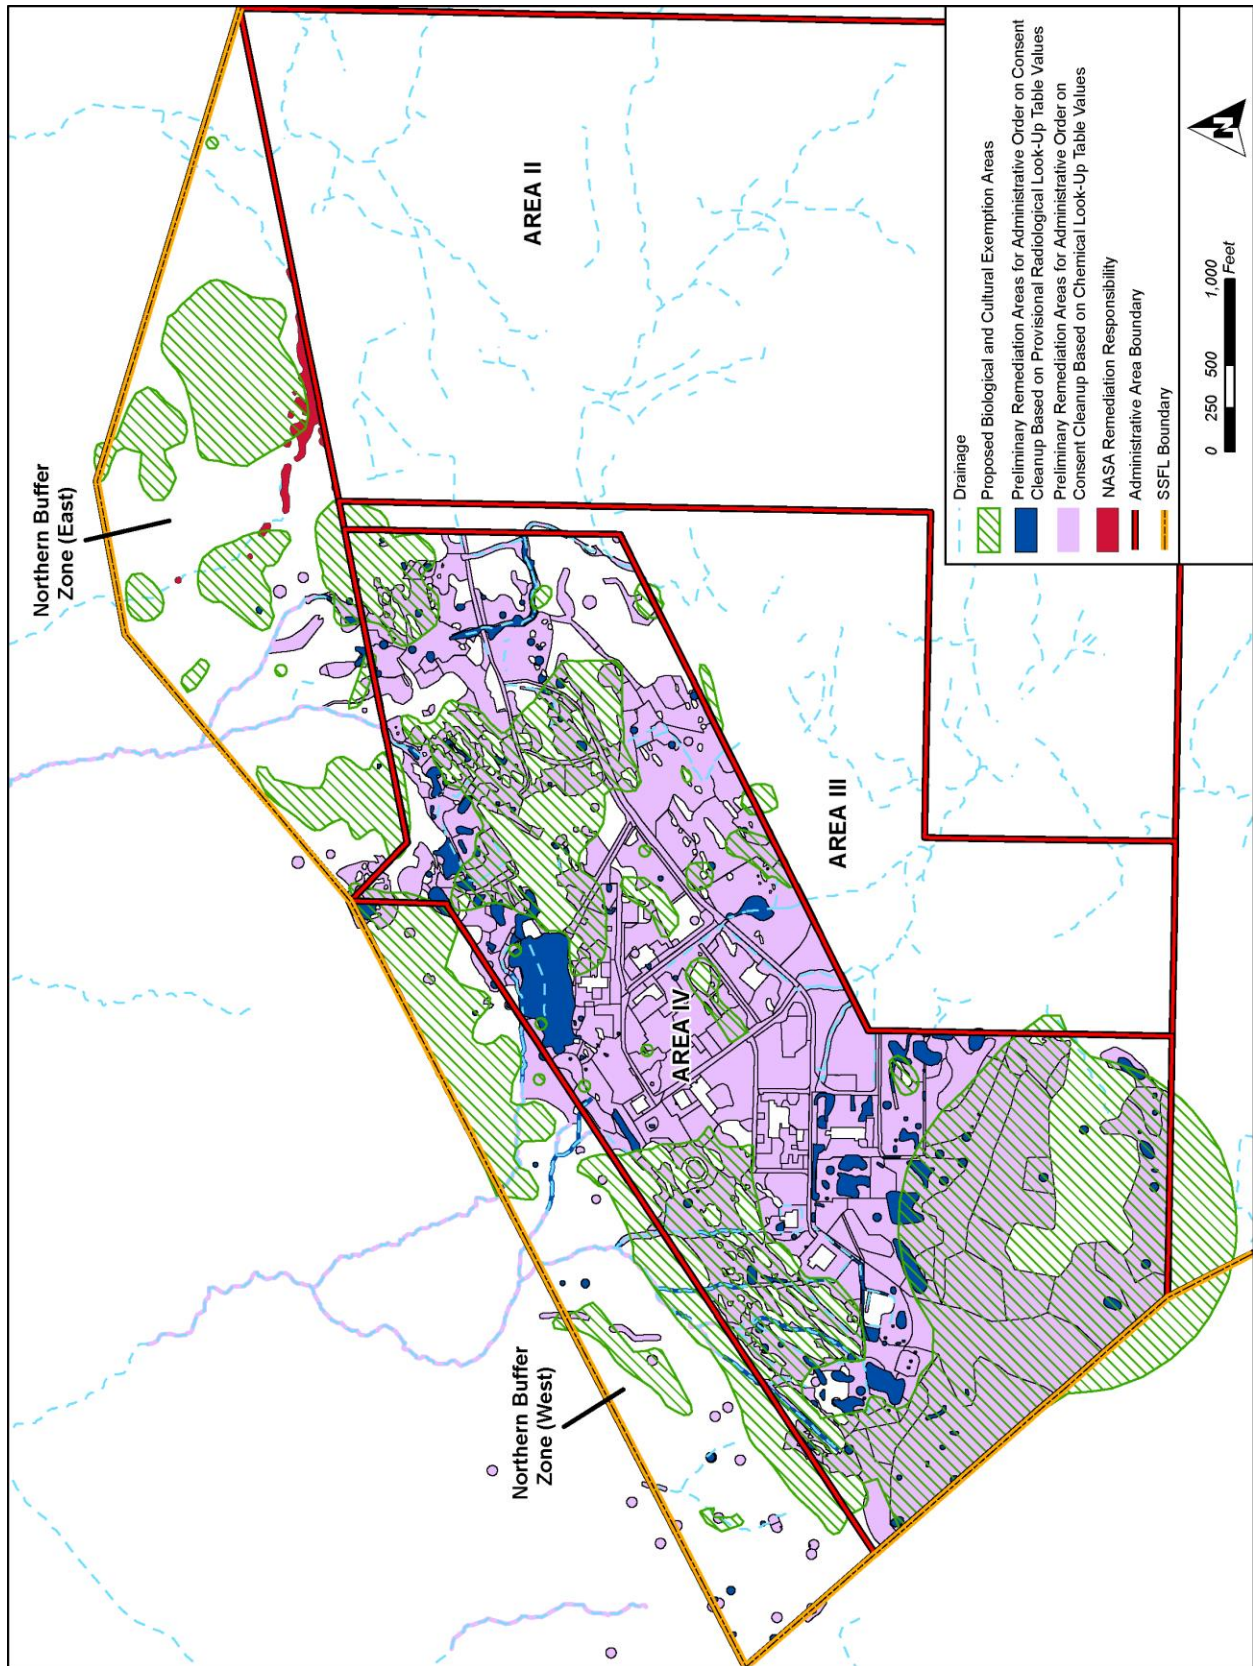 Northern Buffer
Zone (East)
Northern Buffer
Zone (West)
AREA II
AREA III
AREA IV
Drainage
Proposed Biological and Cultural Exemption Areas
Preliminary Remediation Areas for Administrative Order on Consent
Cleanup Based on Provisional Radiological Look-Up Table Values
Preliminary Remediation Areas for Administrative Order on
Consent Cleanup Based on Chemical Look-Up Table Values
NASA Remediation Responsibility
Administrative Area Boundary
SSFL Boundary
0 250 500 1,000
Feet
N